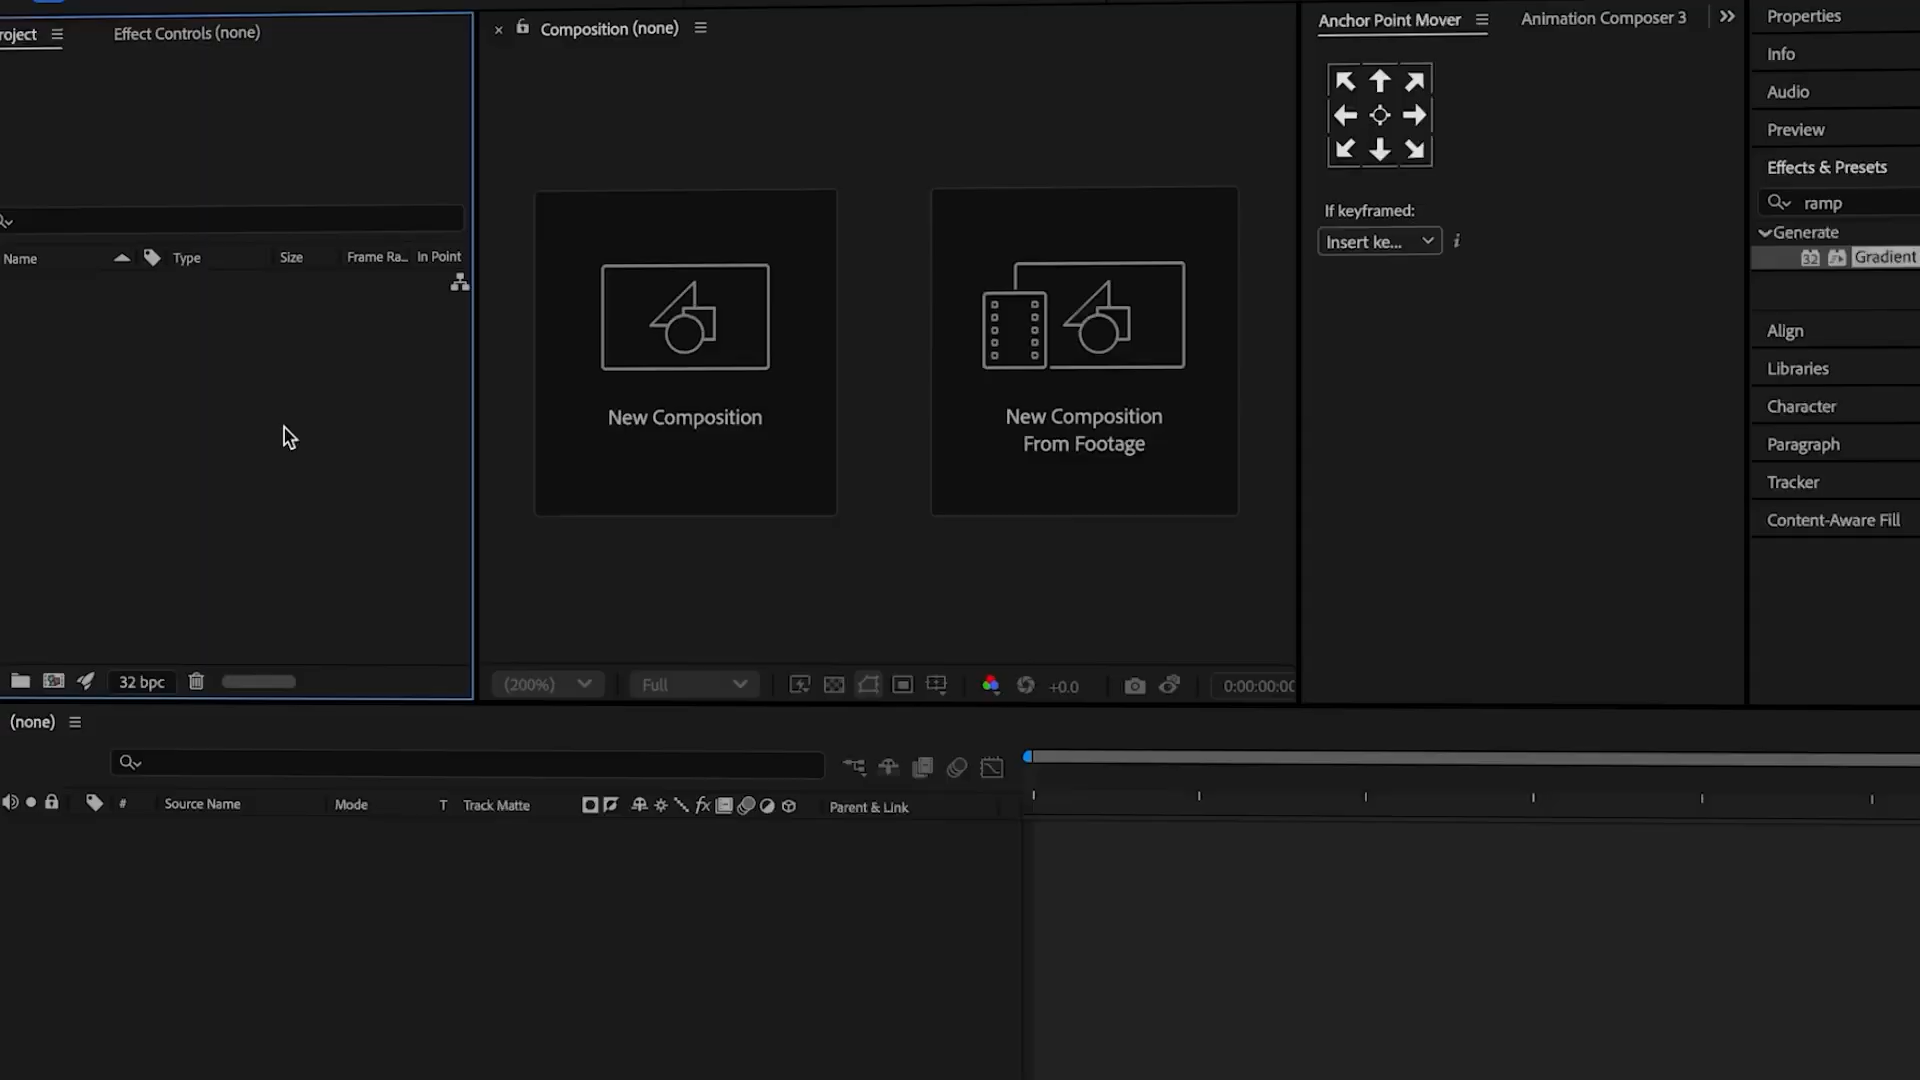 roject
Effect Controls (none)
Composition (none)
Anchor Point Mover
Animation Composer 3
Properties
Info
Audio
Preview
Effects & Presets
ramp
Generate
32
Gradient
If keyframed:
Insert ke...
i
Name
Type
Size
Frame Ra...
In Point
New Composition
New Composition
From Footage
Align
Libraries
Character
Paragraph
Tracker
Content-Aware Fill
32 bpc
(200%)
Full
+0.0
0:00:00:00
(none)
#
Source Name
Mode
T
Track Matte
fx
Parent & Link